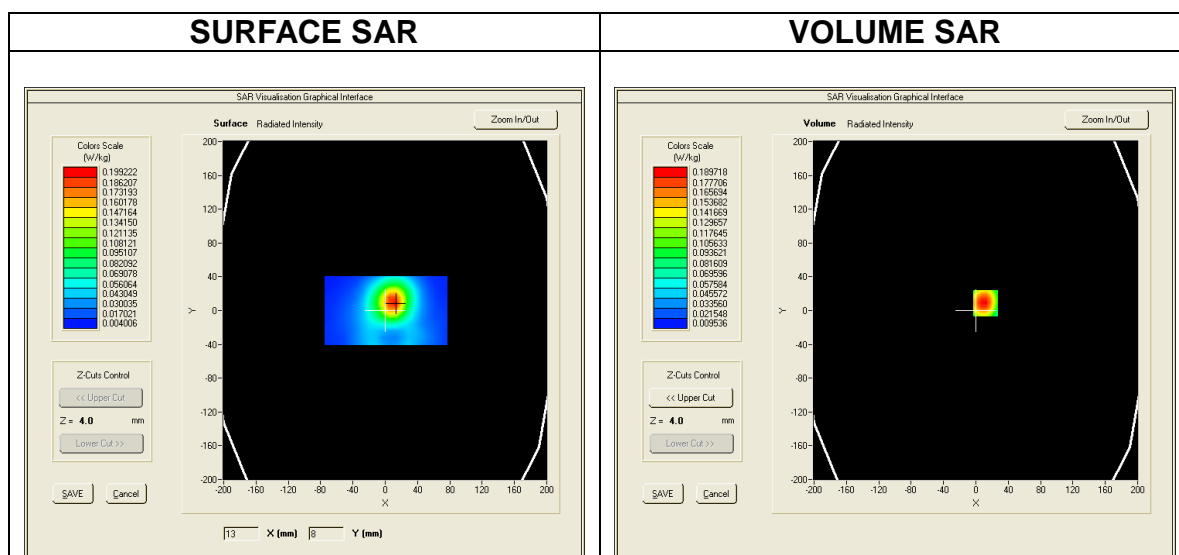 SURFACE SAR
VOLUME SAR
SAR Visualisation Graphical Interface
Surface Radiated Intensity
Zoom In/Out
Colors Scale
(W/kg)
0.199222
0.186207
0.173193
0.160178
0.147164
0.134150
0.121135
0.108121
0.095107
0.082092
0.069078
0.056064
0.043049
0.030035
0.017021
0.004006
200
160
120
80
40
0
-40
-80
-120
-160
-200
Y
-200 -160 -120 -80 -40 0 40 80 120 160 200
X
Z-Cuts Control
<< Upper Cut
Z = 4.0 mm
Lower Cut >>
SAVE Cancel
13 X (mm) 8 Y (mm)
SAR Visualisation Graphical Interface
Volume Radiated Intensity
Zoom In/Out
Colors Scale
(W/kg)
0.189718
0.177706
0.165694
0.153682
0.141669
0.129657
0.117645
0.105633
0.093621
0.081609
0.069596
0.057584
0.045572
0.033560
0.021548
0.009536
200
160
120
80
40
0
-40
-80
-120
-160
-200
Y
-200 -160 -120 -80 -40 0 40 80 120 160 200
X
Z-Cuts Control
<< Upper Cut
Z = 4.0 mm
Lower Cut >>
SAVE Cancel